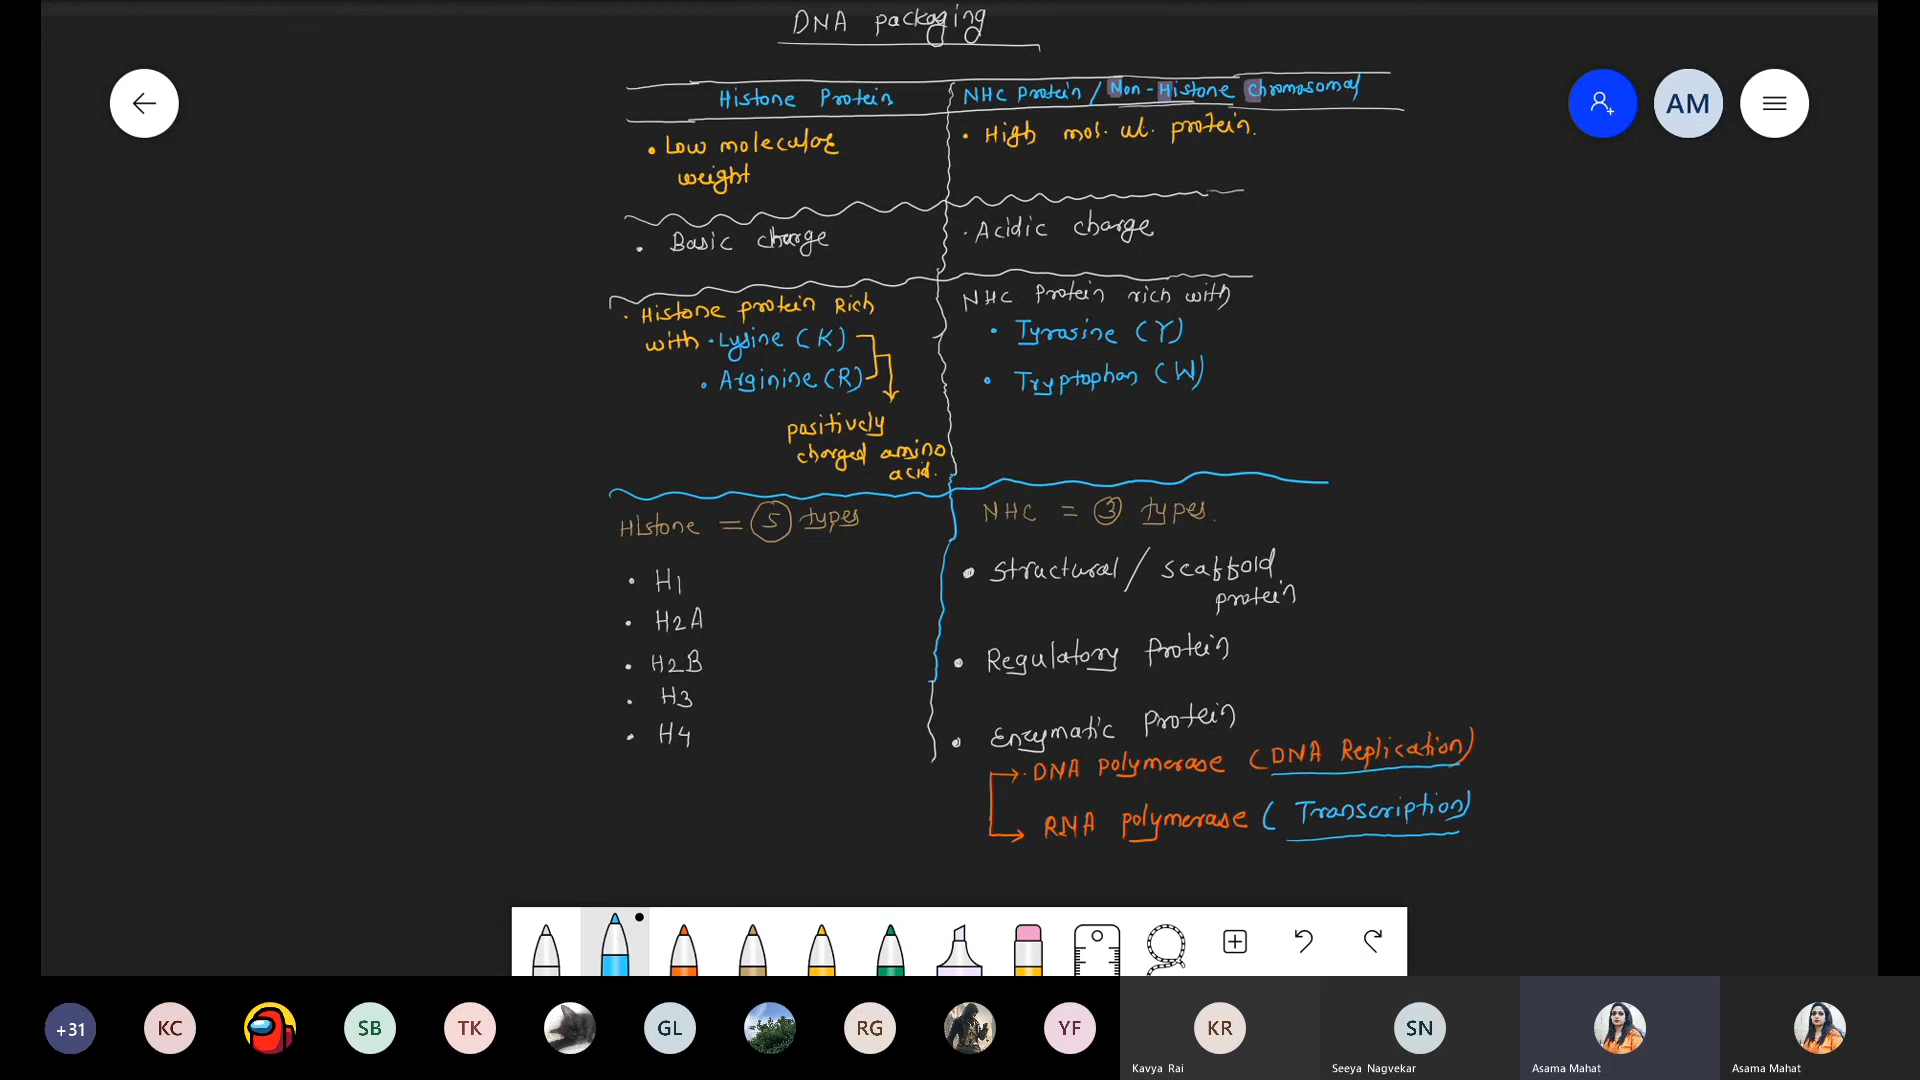 DNA packaging
Histone Protein
NHC Protein / Non-Histone Chromosomal
• Low molecular
weight
• High mol. wt. protein.
• Basic charge
• Acidic charge
• Histone protein Rich
with • Lysine (K)
• Arginine (R)
positively
charged amino
acid.
NHC Protein rich with
• Tyrosine (Y)
• Tryptophan (W)
Histone = 5 types
• H1
• H2A
• H2B
• H3
• H4
NHC = 3 types.
• Structural / scaffold
protein
• Regulatory Protein
• Enzymatic Protein
→• DNA polymerase (DNA Replication)
→ RNA polymerase (Transcription)
AM
+31
KC
SB
TK
GL
RG
YF
KR
Kavya Rai
SN
Seeya Nagvekar
Asama Mahat
Asama Mahat